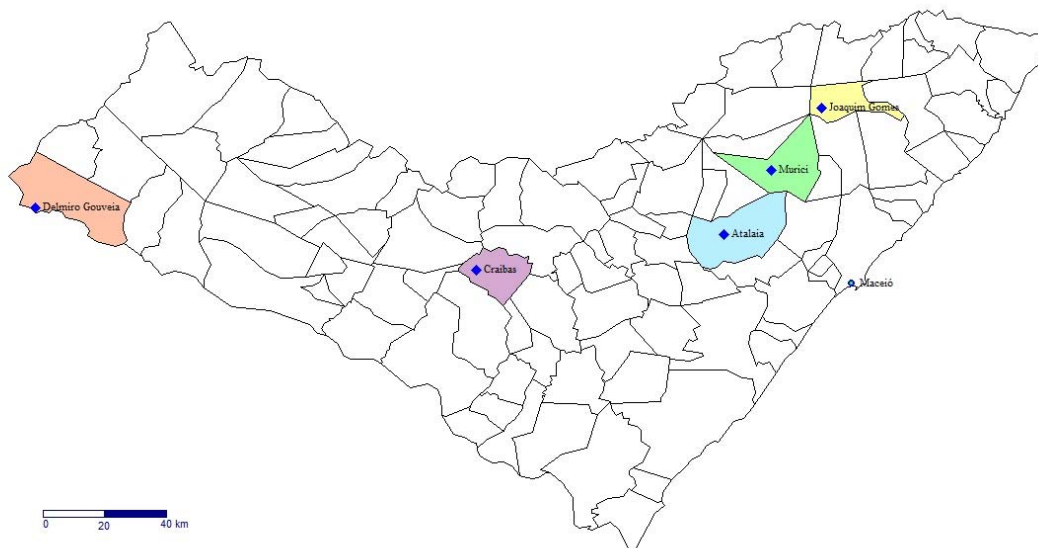 Joaquim Gomes
Murici
Delmiro Gouveia
Atalaia
Craíbas
Maceió
0 20 40 km